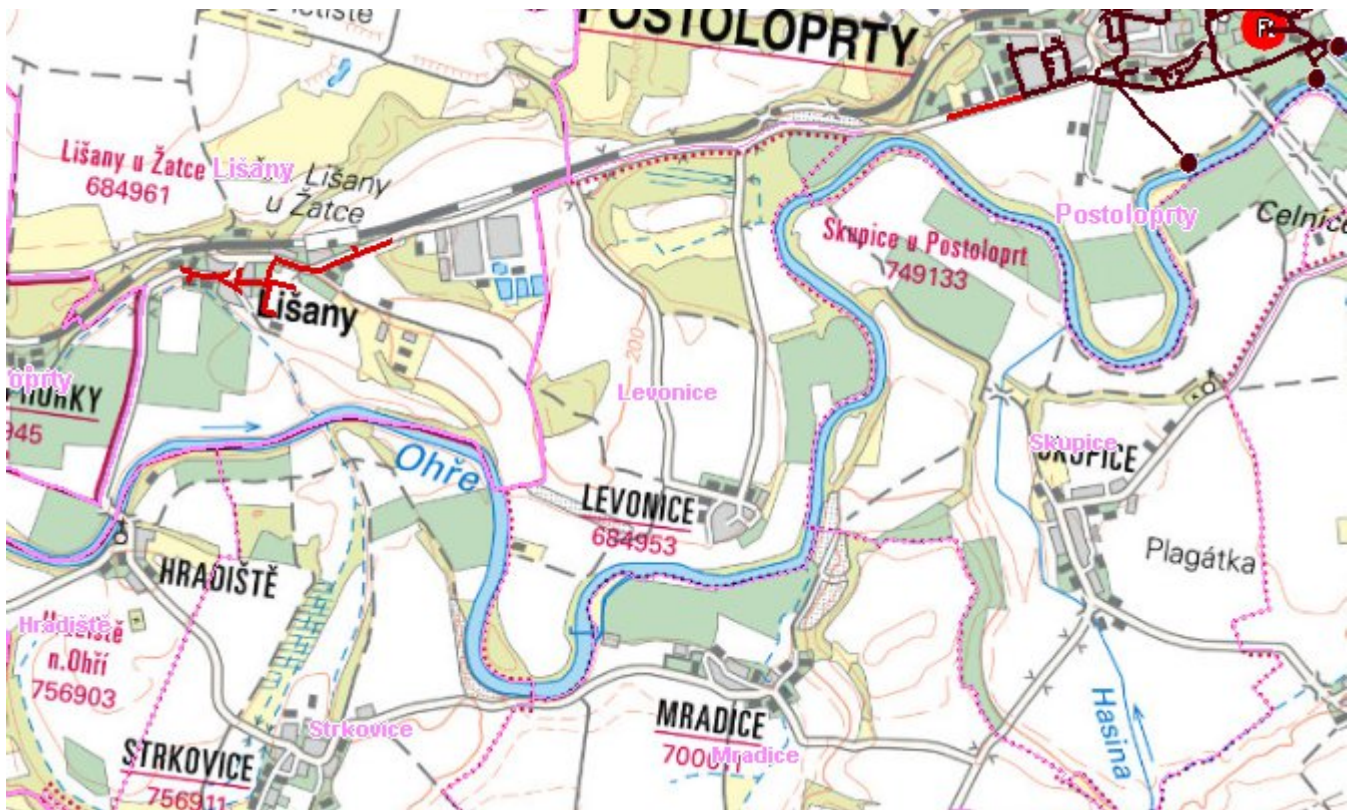 POSTOLOPRTY
Lišany u Žatce
684961
Lišany
Lišany
u Žatce
Postoloprty
Celnice
Skupice u Postoloprt
749133
Lišany
200
Levonice
945
Skupice
SKUPICE
Ohře
LEVONICE
684953
Plagátka
HRADIŠTĚ
Hradiště
n.Ohří
756903
Hasina
MRADICE
Mradice
Strkovice
STRKOVICE
756911